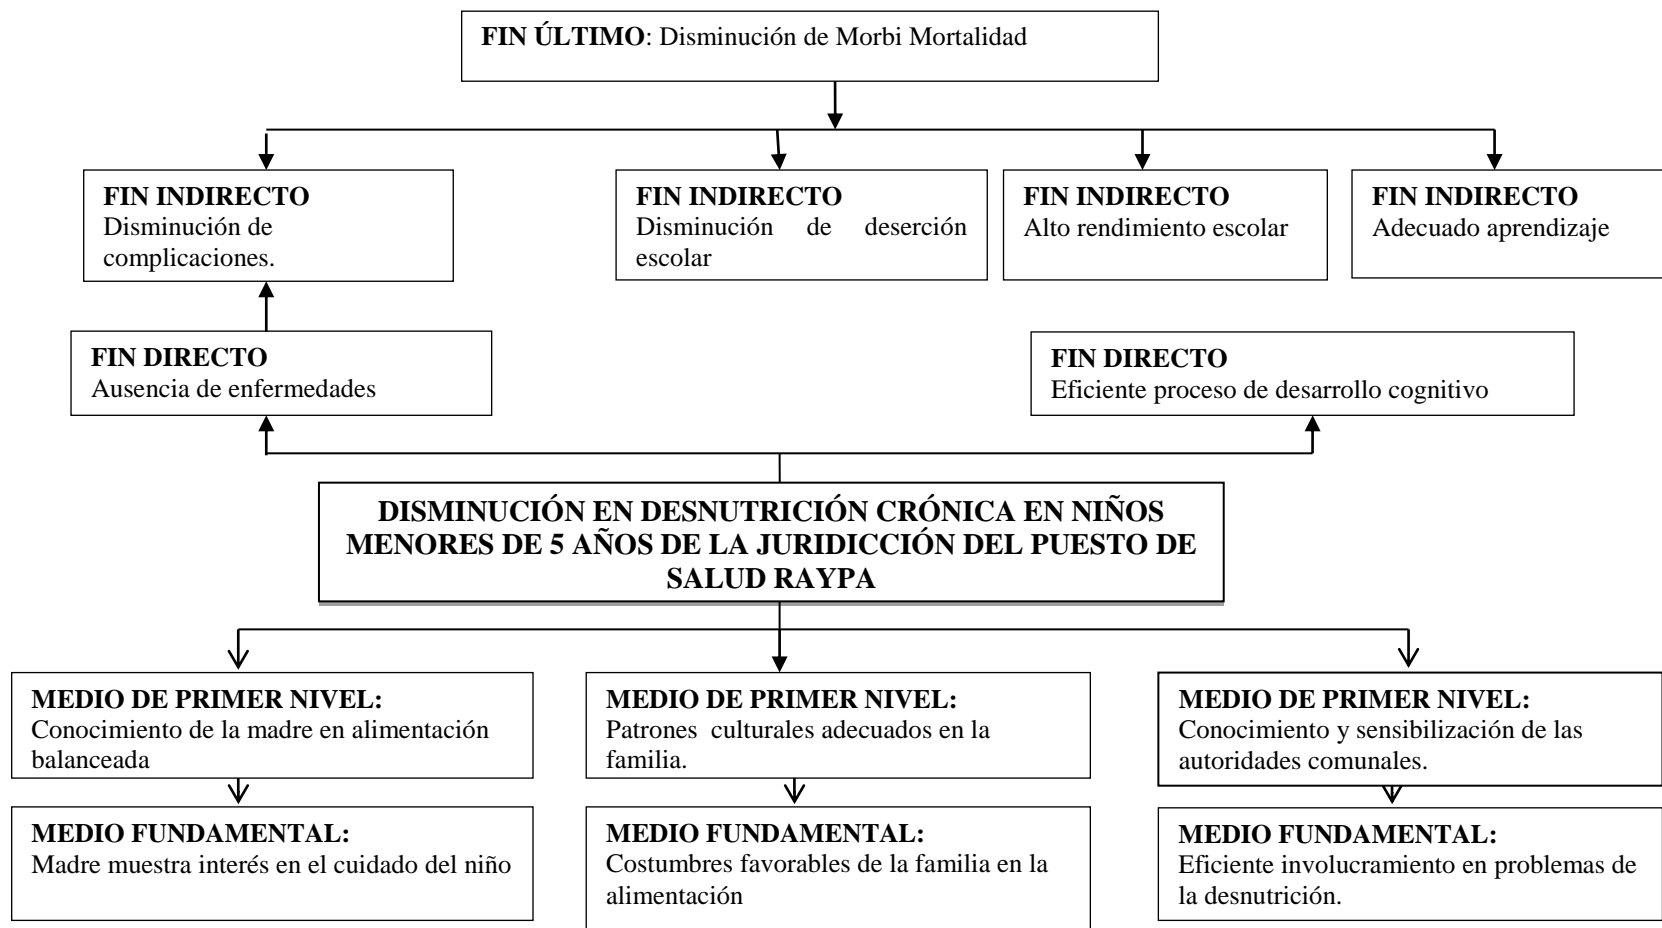 FIN ÚLTIMO: Disminución de Morbi Mortalidad
FIN INDIRECTO
Disminución de
complicaciones.
FIN INDIRECTO
Disminución de deserción
escolar
FIN INDIRECTO
Alto rendimiento escolar
FIN INDIRECTO
Adecuado aprendizaje
FIN DIRECTO
Ausencia de enfermedades
FIN DIRECTO
Eficiente proceso de desarrollo cognitivo
DISMINUCIÓN EN DESNUTRICIÓN CRÓNICA EN NIÑOS
MENORES DE 5 AÑOS DE LA JURIDICCIÓN DEL PUESTO DE
SALUD RAYPA
MEDIO DE PRIMER NIVEL:
Conocimiento de la madre en alimentación
balanceada
MEDIO DE PRIMER NIVEL:
Patrones culturales adecuados en la
familia.
MEDIO DE PRIMER NIVEL:
Conocimiento y sensibilización de las
autoridades comunales.
MEDIO FUNDAMENTAL:
Madre muestra interés en el cuidado del niño
MEDIO FUNDAMENTAL:
Costumbres favorables de la familia en la
alimentación
MEDIO FUNDAMENTAL:
Eficiente involucramiento en problemas de
la desnutrición.